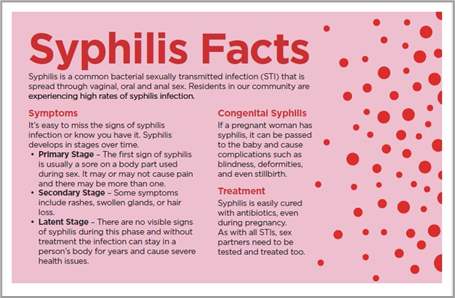 Syphilis Facts
Syphilis is a common bacterial sexually transmitted infection (STI) that is
spread through vaginal, oral and anal sex. Residents in our community are
experiencing high rates of syphilis infection.
Symptoms
It's easy to miss the signs of syphilis
infection or know you have it. Syphilis
develops in stages over time.
• Primary Stage – The first sign of syphilis
is usually a sore on a body part used
during sex. It may or may not cause pain
and there may be more than one.
• Secondary Stage – Some symptoms
include rashes, swollen glands, or hair
loss.
• Latent Stage – There are no visible signs
of syphilis during this phase and without
treatment the infection can stay in a
person's body for years and cause severe
health issues.
Congenital Syphilis
If a pregnant woman has
syphilis, it can be passed
to the baby and cause
complications such as
blindness, deformities,
and even stillbirth.
Treatment
Syphilis is easily cured
with antibiotics, even
during pregnancy.
As with all STIs, sex
partners need to be
tested and treated too.